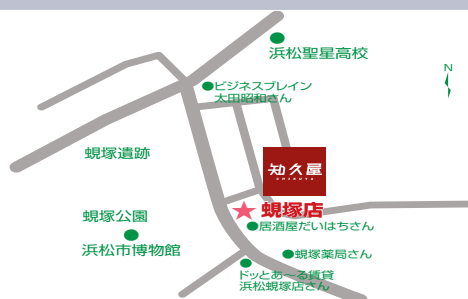 浜松聖星高校
N
ビジネスブレイン
太田昭和さん
蜆塚遺跡
知久屋
CHIKUYA
蜆塚店
蜆塚公園
居酒屋だいはちさん
浜松市博物館
蜆塚薬局さん
ドッとあ～る賃貸
浜松蜆塚店さん